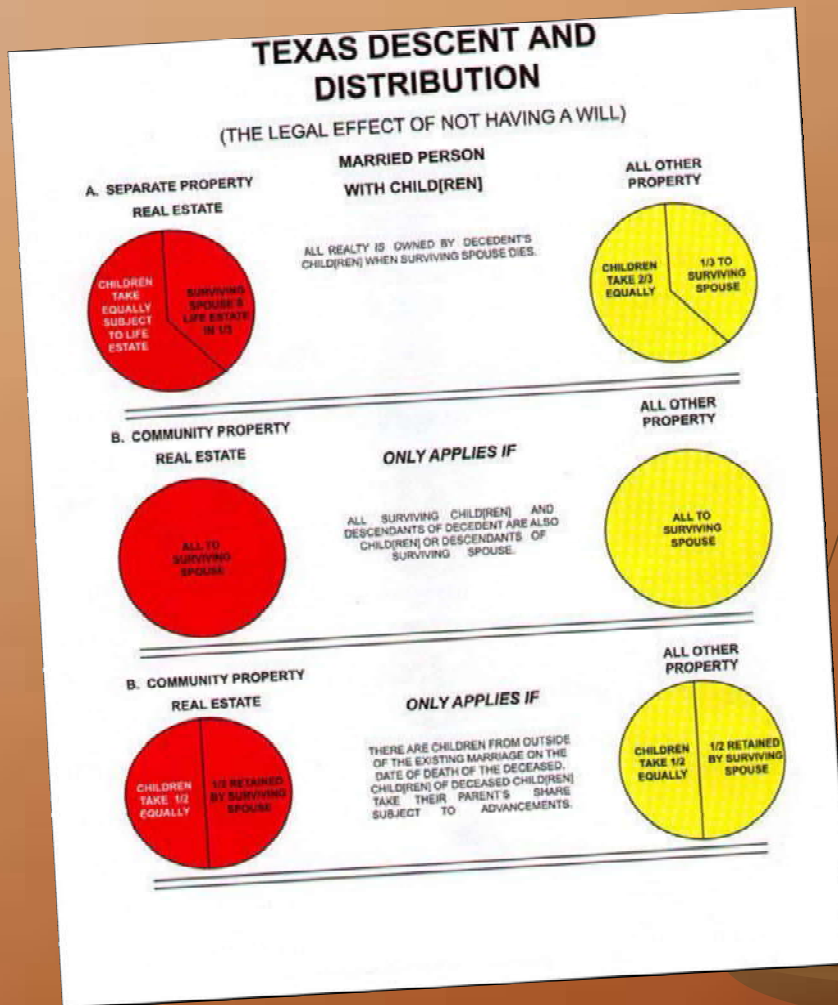 TEXAS DESCENT AND
DISTRIBUTION
(THE LEGAL EFFECT OF NOT HAVING A WILL)
MARRIED PERSON
WITH CHILD[REN]
A. SEPARATE PROPERTY
REAL ESTATE
CHILDREN
TAKE
EQUALLY
SUBJECT
TO LIFE
ESTATE
SURVIVING
SPOUSE'S
LIFE ESTATE
IN 1/3
ALL REALTY IS OWNED BY DECEDENT'S
CHILD[REN] WHEN SURVIVING SPOUSE DIES.
ALL OTHER
PROPERTY
CHILDREN
TAKE 2/3
EQUALLY
1/3 TO
SURVIVING
SPOUSE
B. COMMUNITY PROPERTY
REAL ESTATE
ALL TO
SURVIVING
SPOUSE
ONLY APPLIES IF
ALL SURVIVING CHILD[REN] AND
DESCENDANTS OF DECEDENT ARE ALSO
CHILD[REN] OR DESCENDANTS OF
SURVIVING SPOUSE.
ALL OTHER
PROPERTY
ALL TO
SURVIVING
SPOUSE
B. COMMUNITY PROPERTY
REAL ESTATE
CHILDREN
TAKE 1/2
EQUALLY
1/2 RETAINED
BY SURVIVING
SPOUSE
ONLY APPLIES IF
THERE ARE CHILDREN FROM OUTSIDE
OF THE EXISTING MARRIAGE ON THE
DATE OF DEATH OF THE DECEASED.
CHILD[REN] OF DECEASED CHILD[REN]
TAKE THEIR PARENT'S SHARE
SUBJECT TO ADVANCEMENTS.
ALL OTHER
PROPERTY
CHILDREN
TAKE 1/2
EQUALLY
1/2 RETAINED
BY SURVIVING
SPOUSE